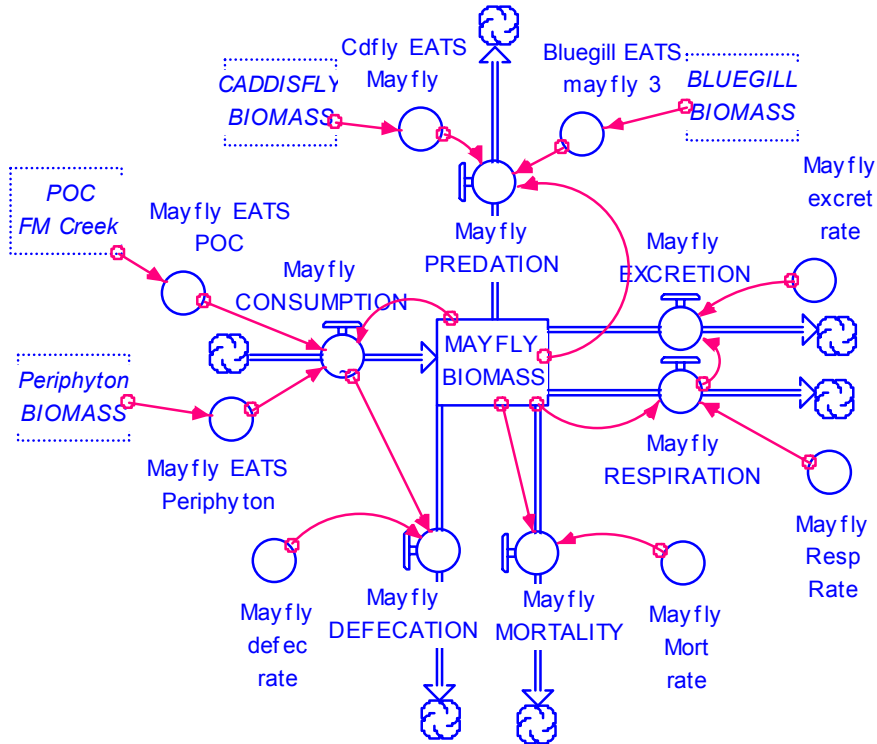 Cdfly EATS
Mayfly
Bluegill EATS
mayfly 3
CADDISFLY
BIOMASS
BLUEGILL
BIOMASS
Mayfly
excret
rate
POC
FM Creek
Mayfly EATS
POC
Mayfly
PREDATION
Mayfly
EXCRETION
Mayfly
CONSUMPTION
MAYFLY
BIOMASS
~
Periphyton
BIOMASS
Mayfly EATS
Periphyton
Mayfly
RESPIRATION
Mayfly
Resp
Rate
Mayfly
defec
rate
Mayfly
DEFECATION
Mayfly
MORTALITY
Mayfly
Mort
rate